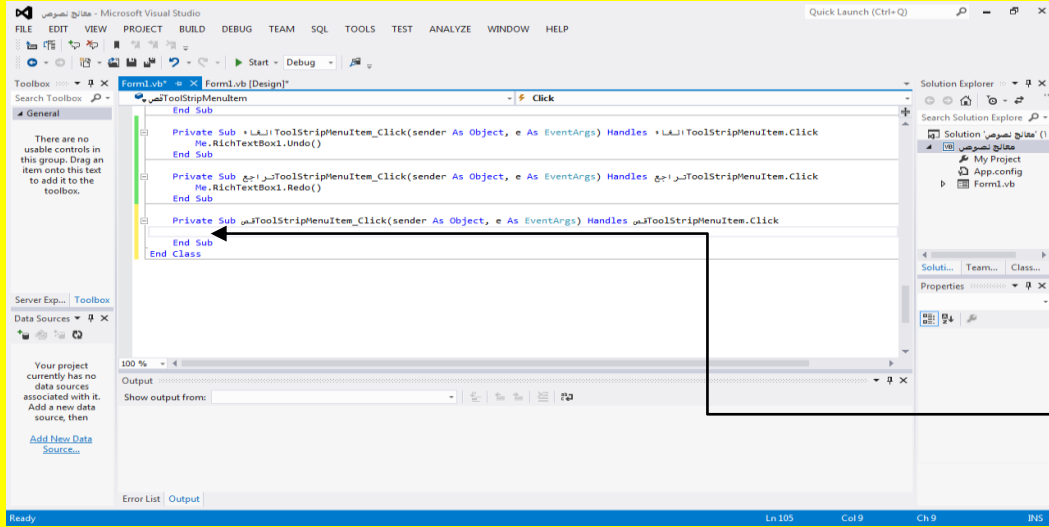 معالج نصوص - Microsoft Visual Studio
Quick Launch (Ctrl+Q)
FILE EDIT VIEW PROJECT BUILD DEBUG TEAM SQL TOOLS TEST ANALYZE WINDOW HELP
Start - Debug
Toolbox
Search Toolbox
General
There are no
usable controls in
this group. Drag an
item onto this text
to add it to the
toolbox.
Server Exp... Toolbox
Data Sources
Your project
currently has no
data sources
associated with it.
Add a new data
source, then
Add New Data
Source...
Form1.vb* Form1.vb [Design]*
قصToolStripMenuItem Click
End Sub
Private Sub الغاءToolStripMenuItem_Click(sender As Object, e As EventArgs) Handles الغاءToolStripMenuItem.Click
Me.RichTextBox1.Undo()
End Sub
Private Sub تراجعToolStripMenuItem_Click(sender As Object, e As EventArgs) Handles تراجعToolStripMenuItem.Click
Me.RichTextBox1.Redo()
End Sub
Private Sub قصToolStripMenuItem_Click(sender As Object, e As EventArgs) Handles قصToolStripMenuItem.Click
End Sub
End Class
100 %
Output
Show output from:
Error List Output
Solution Explorer
Search Solution Explore
Solution 'معالج نصوص' (1
معالج نصوص
My Project
App.config
Form1.vb
Soluti... Team... Class...
Properties
Ready Ln 105 Col 9 Ch 9 INS